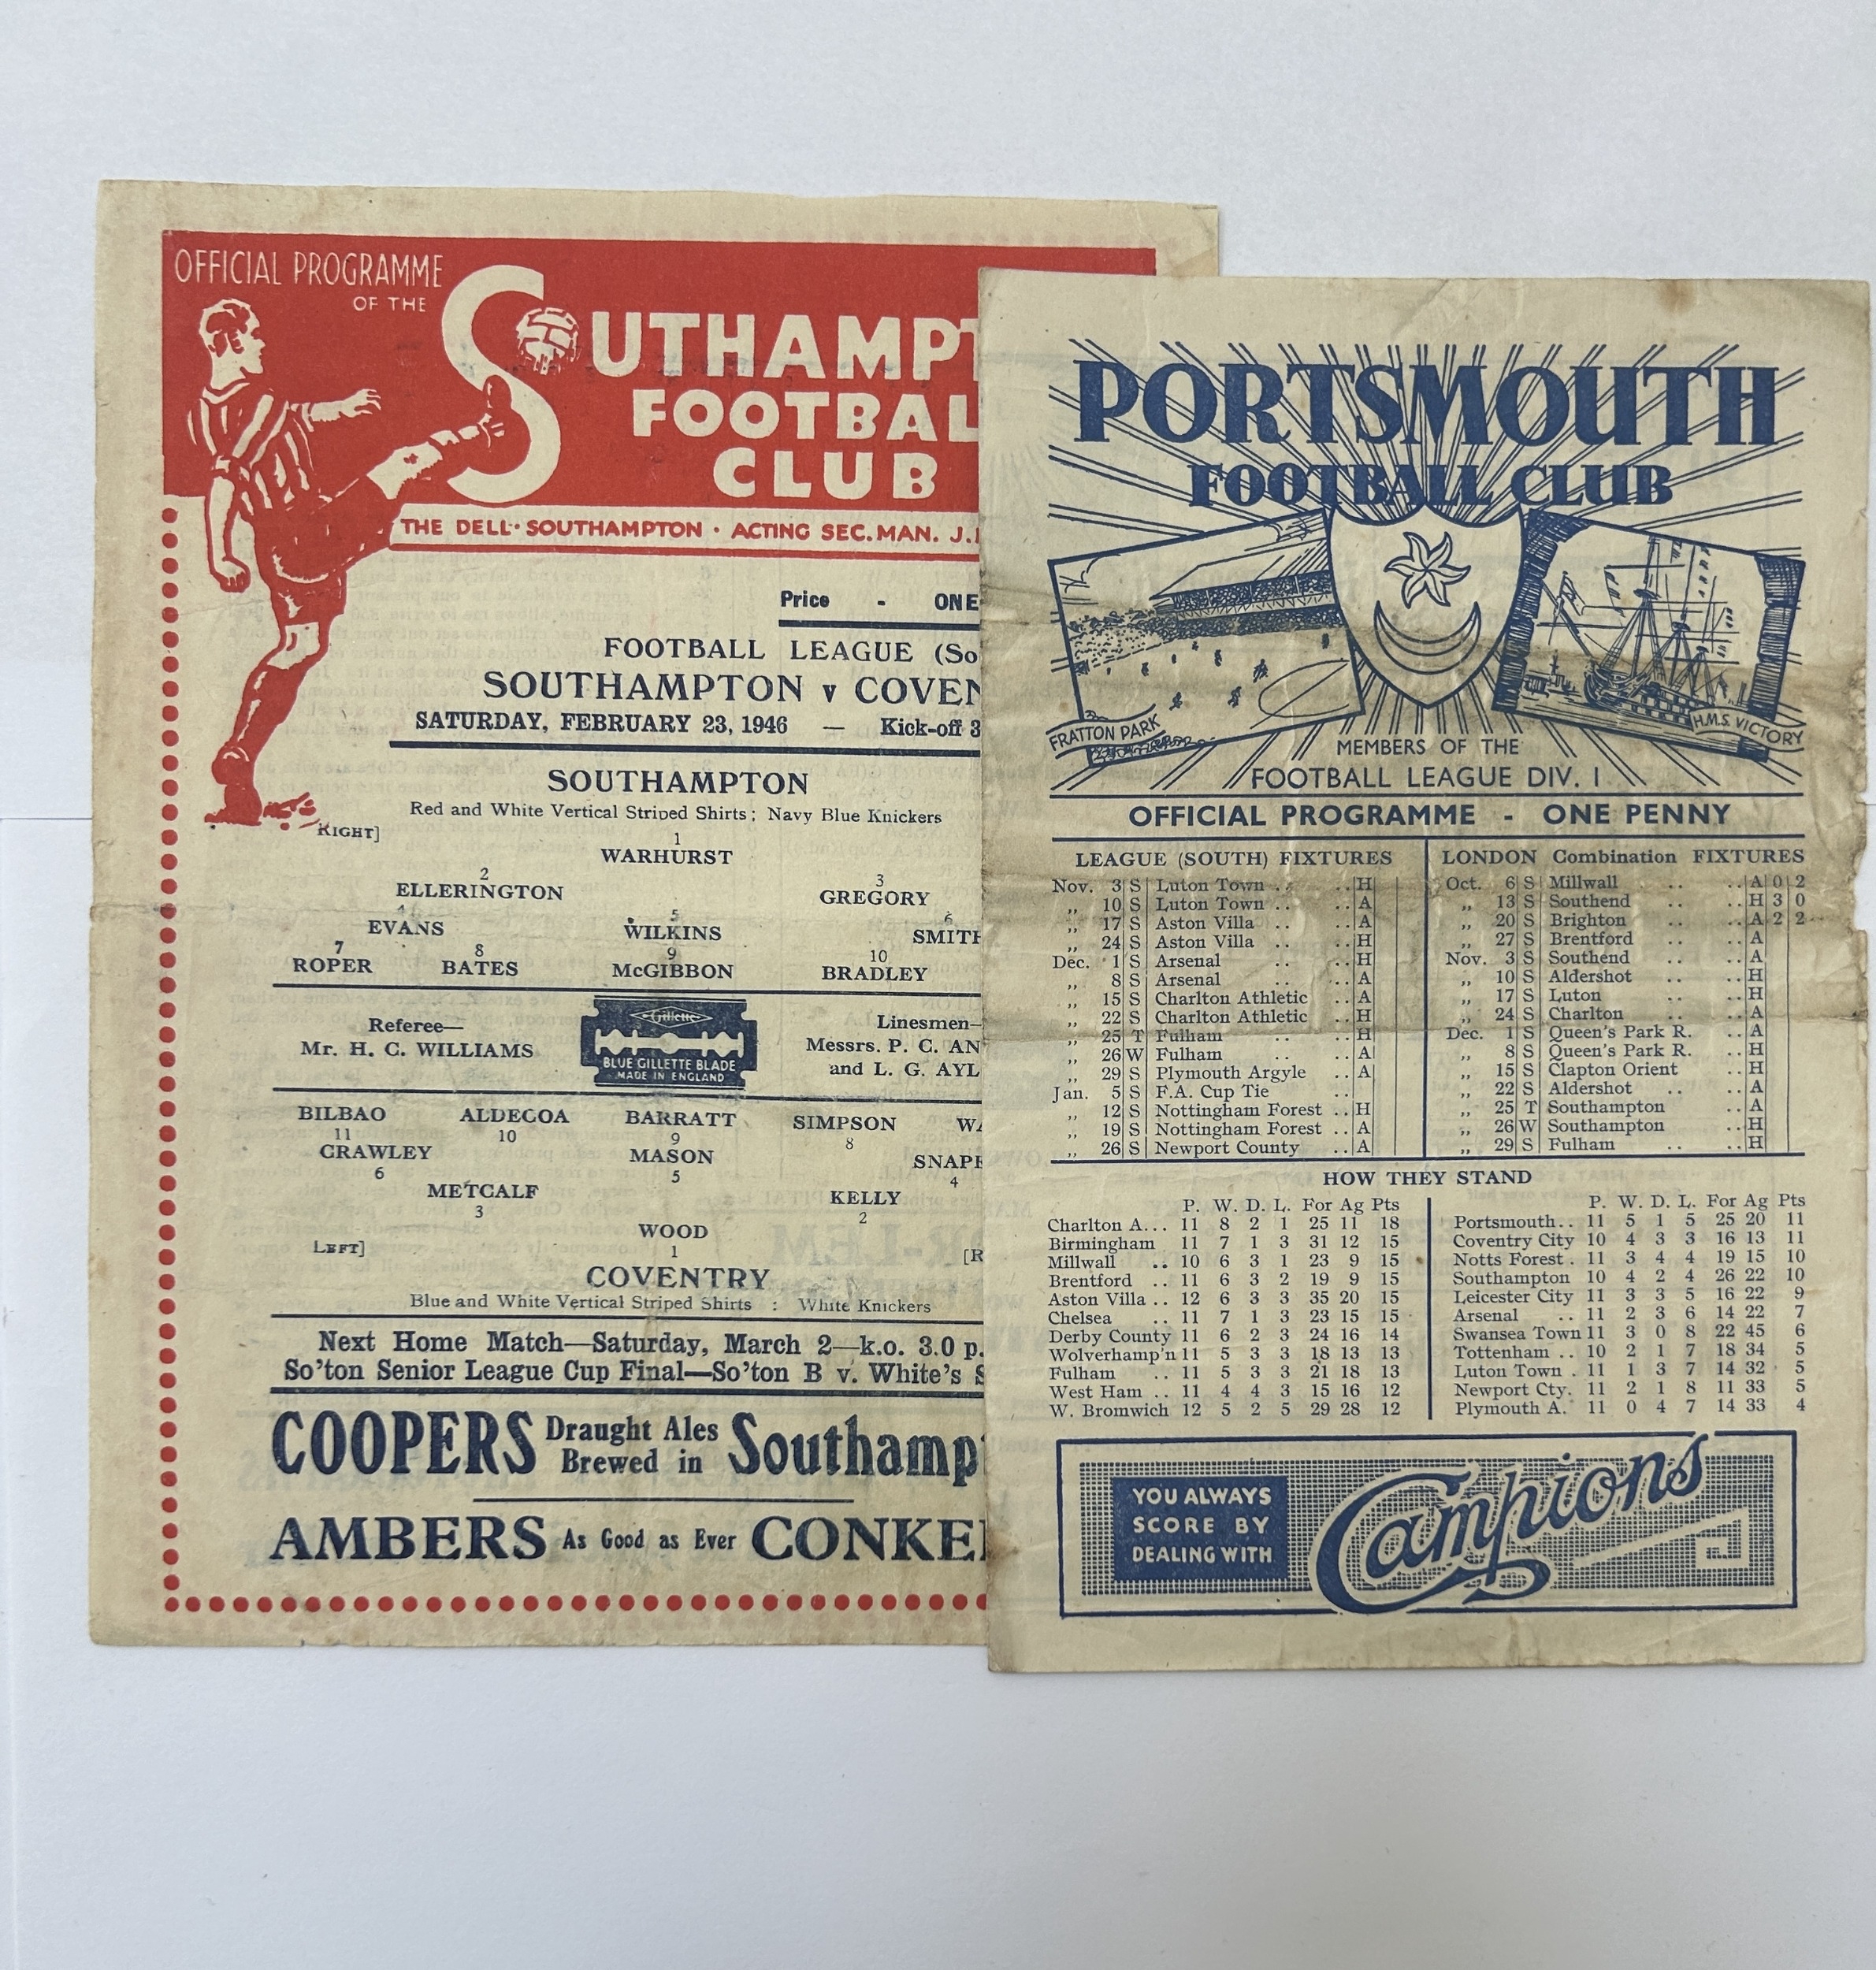 OFFICIAL PROGRAMME
OF THE
SOUTHAMPT
FOOTBAL
CLUB
THE DELL · SOUTHAMPTON · ACTING SEC. MAN. J.
Price - ONE
FOOTBALL LEAGUE (So
SOUTHAMPTON v COVEN
SATURDAY, FEBRUARY 23, 1946 — Kick-off 3
SOUTHAMPTON
Red and White Vertical Striped Shirts; Navy Blue Knickers
RIGHT]
1
WARHURST
2 3
ELLERINGTON GREGORY
4 5 6
EVANS WILKINS SMITH
7 8 9 10
ROPER BATES McGIBBON BRADLEY
Referee—
Mr. H. C. WILLIAMS
Gillette
BLUE GILLETTE BLADE
MADE IN ENGLAND
Linesmen—
Messrs. P. C. AN
and L. G. AYL
BILBAO ALDECOA BARRATT SIMPSON WA
11 10 9 8
CRAWLEY MASON SNAPE
6 5 4
METCALF KELLY
3 2
WOOD
LEFT] 1 [R
COVENTRY
Blue and White Vertical Striped Shirts : White Knickers
Next Home Match—Saturday, March 2—k.o. 3.0 p.
So'ton Senior League Cup Final—So'ton B v. White's S
COOPERS Draught Ales Brewed in Southamp
AMBERS As Good as Ever CONKE
PORTSMOUTH
FOOTBALL CLUB
FRATTON PARK
H.M.S. VICTORY
MEMBERS OF THE
FOOTBALL LEAGUE DIV. I
OFFICIAL PROGRAMME - ONE PENNY
LEAGUE (SOUTH) FIXTURES
Nov. 3 S Luton Town .. .. H
,, 10 S Luton Town .. .. A
,, 17 S Aston Villa .. .. A
,, 24 S Aston Villa .. .. H
Dec. 1 S Arsenal .. .. H
,, 8 S Arsenal .. .. A
,, 15 S Charlton Athletic .. A
,, 22 S Charlton Athletic .. H
,, 25 T Fulham .. .. H
,, 26 W Fulham .. .. A
,, 29 S Plymouth Argyle .. A
Jan. 5 S F.A. Cup Tie ..
,, 12 S Nottingham Forest .. H
,, 19 S Nottingham Forest .. A
,, 26 S Newport County .. A
LONDON Combination FIXTURES
Oct. 6 S Millwall .. .. A 0 2
,, 13 S Southend .. .. H 3 0
,, 20 S Brighton .. .. A 2 2
,, 27 S Brentford .. A
Nov. 3 S Southend .. .. A
,, 10 S Aldershot .. .. H
,, 17 S Luton .. .. H
,, 24 S Charlton .. .. A
Dec. 1 S Queen's Park R. .. A
,, 8 S Queen's Park R. .. H
,, 15 S Clapton Orient .. H
,, 22 S Aldershot .. .. A
,, 25 T Southampton .. A
,, 26 W Southampton .. H
,, 29 S Fulham .. .. H
HOW THEY STAND
P. W. D. L. For Ag Pts
Charlton A... 11 8 2 1 25 11 18
Birmingham 11 7 1 3 31 12 15
Millwall .. 10 6 3 1 23 9 15
Brentford .. 11 6 3 2 19 9 15
Aston Villa .. 12 6 3 3 35 20 15
Chelsea .. 11 7 1 3 23 15 15
Derby County 11 6 2 3 24 16 14
Wolverhamp'n 11 5 3 3 18 13 13
Fulham .. 11 5 3 3 21 18 13
West Ham .. 11 4 4 3 15 16 12
W. Bromwich 12 5 2 5 29 28 12
P. W. D. L. For Ag Pts
Portsmouth.. 11 5 1 5 25 20 11
Coventry City 10 4 3 3 16 13 11
Notts Forest . 11 3 4 4 19 15 10
Southampton 10 4 2 4 26 22 10
Leicester City 11 3 3 5 16 22 9
Arsenal .. 11 2 3 6 14 22 7
Swansea Town 11 3 0 8 22 45 6
Tottenham .. 10 2 1 7 18 34 5
Luton Town . 11 1 3 7 14 32 5
Newport Cty. 11 2 1 8 11 33 5
Plymouth A. 11 0 4 7 14 33 4
YOU ALWAYS
SCORE BY
DEALING WITH
Campions